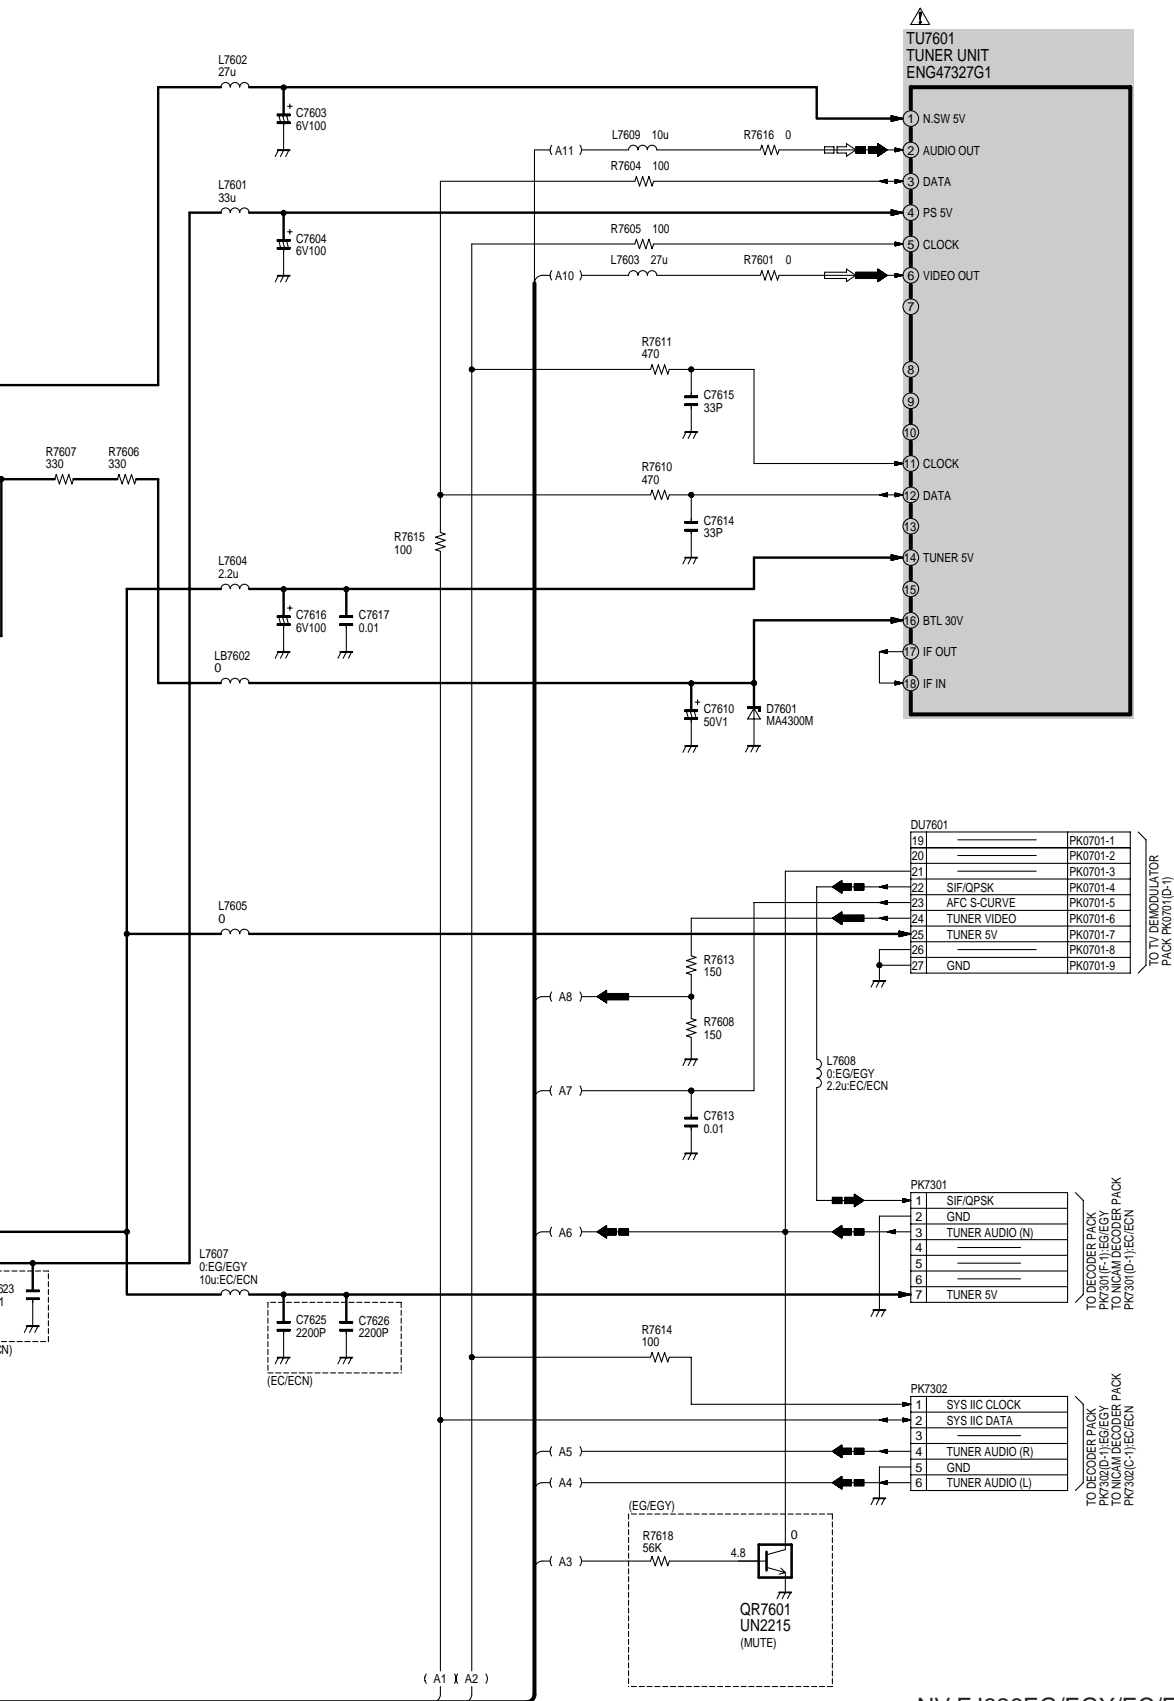 TU7601
TUNER UNIT
ENG47327G1
L7602
27u
+
C7603
6V100
1 N.SW 5V
( A11 )
L7609 10u
R7616 0
2 AUDIO OUT
R7604 100
3 DATA
L7601
33u
+
C7604
6V100
4 PS 5V
R7605 100
5 CLOCK
( A10 )
L7603 27u
R7601 0
6 VIDEO OUT
7
R7611
470
C7615
33P
8
9
10
R7607
330
R7606
330
11 CLOCK
R7610
470
12 DATA
C7614
33P
13
R7615
100
L7604
2.2u
14 TUNER 5V
15
+
C7616
6V100
C7617
0.01
16 BTL 30V
LB7602
0
17 IF OUT
18 IF IN
+
C7610
50V1
D7601
MA4300M
DU7601
19 PK0701-1
20 PK0701-2
21 PK0701-3
22 SIF/QPSK PK0701-4
23 AFC S-CURVE PK0701-5
24 TUNER VIDEO PK0701-6
25 TUNER 5V PK0701-7
26 PK0701-8
27 GND PK0701-9
TO TV DEMODULATOR
PACK PK0701(D-1)
L7605
0
R7613
150
( A8 )
R7608
150
L7608
0:EG/EGY
2.2u:EC/ECN
( A7 )
C7613
0.01
PK7301
1 SIF/QPSK
2 GND
3 TUNER AUDIO (N)
4
5
6
7 TUNER 5V
TO DECODER PACK
PK7301(F-1):EG/EGY
TO NICAM DECODER PACK
PK7301(D-1):EC/ECN
( A6 )
L7607
0:EG/EGY
10u:EC/ECN
623
1
CN)
C7625
2200P
C7626
2200P
(EC/ECN)
R7614
100
PK7302
1 SYS IIC CLOCK
2 SYS IIC DATA
3
4 TUNER AUDIO (R)
5 GND
6 TUNER AUDIO (L)
TO DECODER PACK
PK7302(D-1):EG/EGY
TO NICAM DECODER PACK
PK7302(C-1):EC/ECN
( A5 )
( A4 )
(EG/EGY)
( A3 )
R7618
56K
4.8
0
QR7601
UN2215
(MUTE)
( A1 )( A2 )